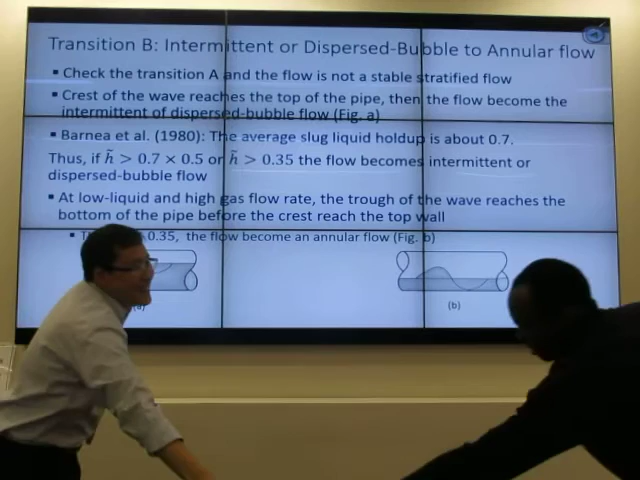 Transition B: Intermittent or Dispersed-Bubble to Annular flow
▪ Check the transition A and the flow is not a stable stratified flow
▪ Crest of the wave reaches the top of the pipe, then the flow become the
intermittent of dispersed-bubble flow (Fig. a)
▪ Barnea et al. (1980): The average slug liquid holdup is about 0.7.
Thus, if h̃ > 0.7 × 0.5 or h̃ > 0.35 the flow becomes intermittent or
dispersed-bubble flow
▪ At low-liquid and high gas flow rate, the trough of the wave reaches the
bottom of the pipe before the crest reach the top wall
▪ 0.35, the flow become an annular flow (Fig. b)
(a)
(b)